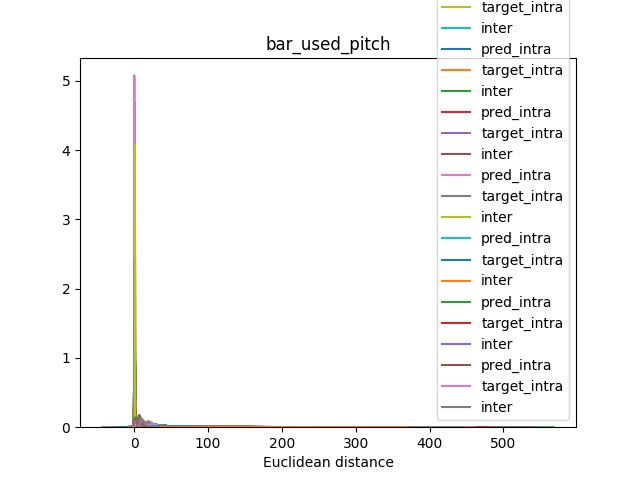 target_intra
inter
bar_used_pitch
pred_intra
target_intra
inter
pred_intra
target_intra
inter
pred_intra
target_intra
inter
pred_intra
target_intra
inter
pred_intra
target_intra
inter
pred_intra
target_intra
inter
5
4
3
2
1
0
0
100
200
300
400
500
Euclidean distance